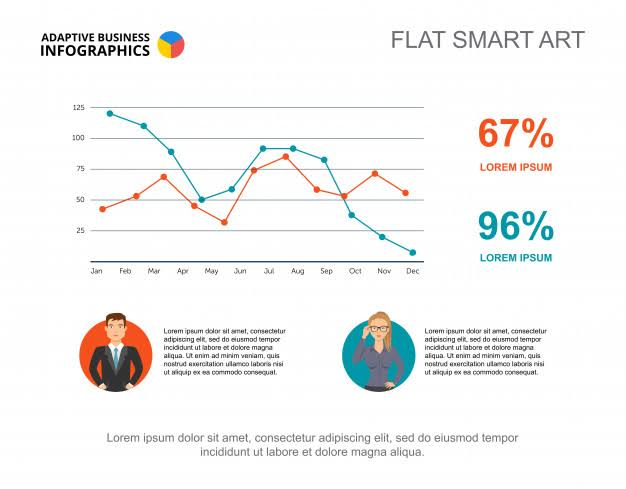 ADAPTIVE BUSINESS
INFOGRAPHICS
FLAT SMART ART
125
100
75
50
25
Jan Feb Mar Apr May Jun Jul Aug Sep Oct Nov Dec
67%
LOREM IPSUM
96%
LOREM IPSUM
Lorem ipsum dolor sit amet, consectetur
adipiscing elit, sed do eiusmod tempor
incididunt ut labore et dolore magna
aliqua. Ut enim ad minim veniam, quis
nostrud exercitation ullamco laboris nisi
ut aliquip ex ea commodo consequat.
Lorem ipsum dolor sit amet, consectetur
adipiscing elit, sed do eiusmod tempor
incididunt ut labore et dolore magna
aliqua. Ut enim ad minim veniam, quis
nostrud exercitation ullamco laboris nisi
ut aliquip ex ea commodo consequat.
Lorem ipsum dolor sit amet, consectetur adipiscing elit, sed do eiusmod tempor
incididunt ut labore et dolore magna aliqua.